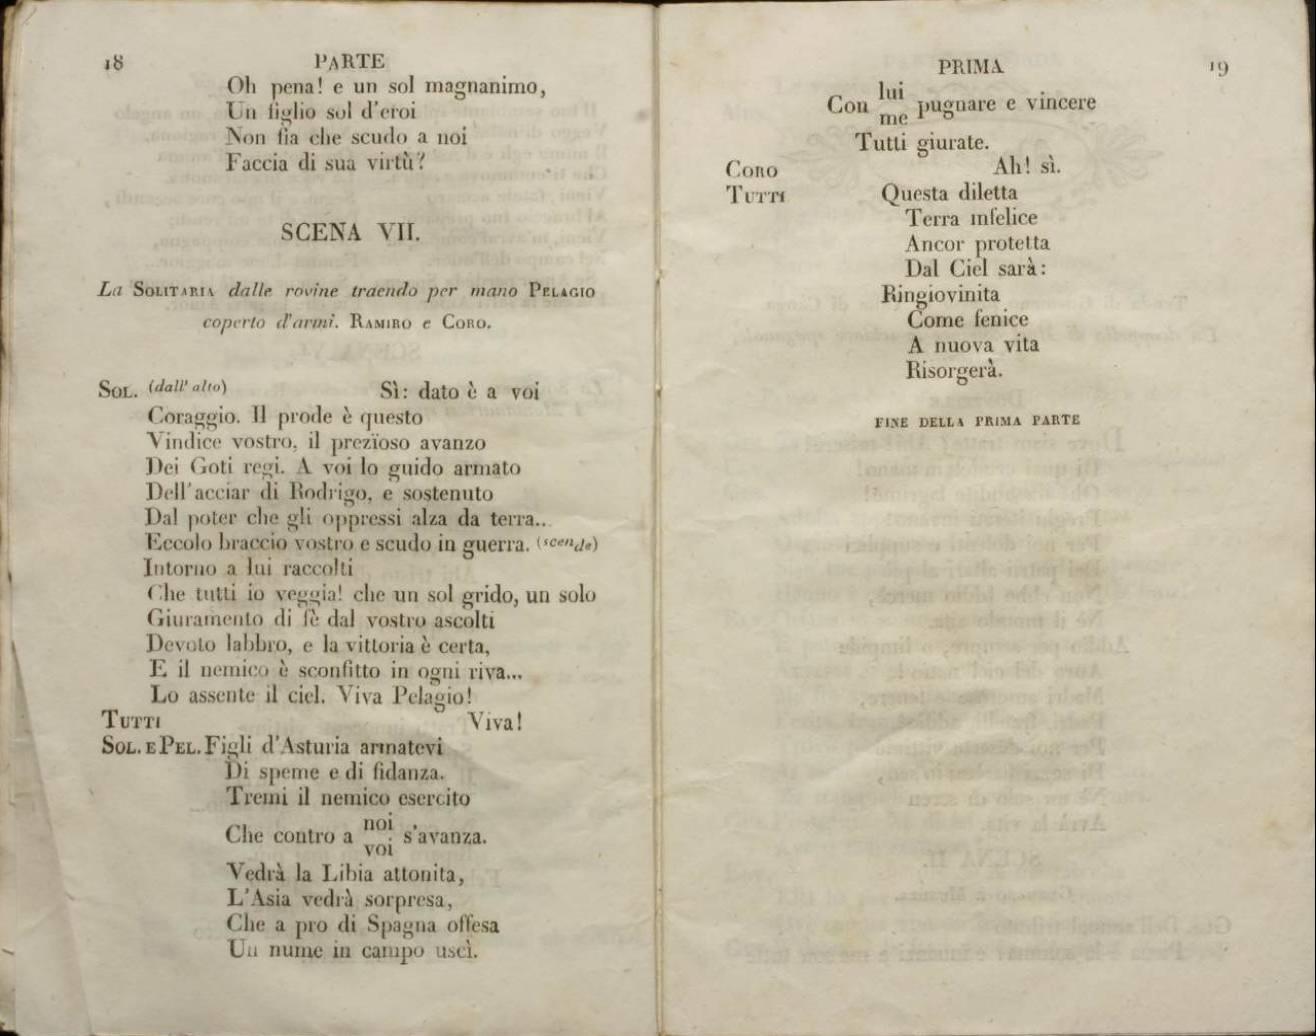 18 PARTE
Oh pena! e un sol magnanimo,
Un figlio sol d'eroi
Non fia che scudo a noi
Faccia di sua virtù?
SCENA VII.
La SOLITARIA dalle rovine traendo per mano PELAGIO
coperto d'armi. RAMIRO e CORO.
SOL. (dall' alto) Sì: dato è a voi
Coraggio. Il prode è questo
Vindice vostro, il prezïoso avanzo
Dei Goti regi. A voi lo guido armato
Dell'acciar di Rodrigo, e sostenuto
Dal poter che gli oppressi alza da terra..
Eccolo braccio vostro e scudo in guerra. (scende)
Intorno a lui raccolti
Che tutti io veggia! che un sol grido, un solo
Giuramento di fè dal vostro ascolti
Devoto labbro, e la vittoria è certa,
E il nemico è sconfitto in ogni riva...
Lo assente il ciel. Viva Pelagio!
TUTTI Viva!
SOL. E PEL. Figli d'Asturia armatevi
Di speme e di fidanza.
Tremi il nemico esercito
Che contro a noi s'avanza.
voi
Vedrà la Libia attonita,
L'Asia vedrà sorpresa,
Che a pro di Spagna offesa
Un nume in campo uscì.
PRIMA 19
Con lui pugnare e vincere
me
Tutti giurate.
CORO Ah! sì.
TUTTI Questa diletta
Terra infelice
Ancor protetta
Dal Ciel sarà:
Ringiovinita
Come fenice
A nuova vita
Risorgerà.
FINE DELLA PRIMA PARTE